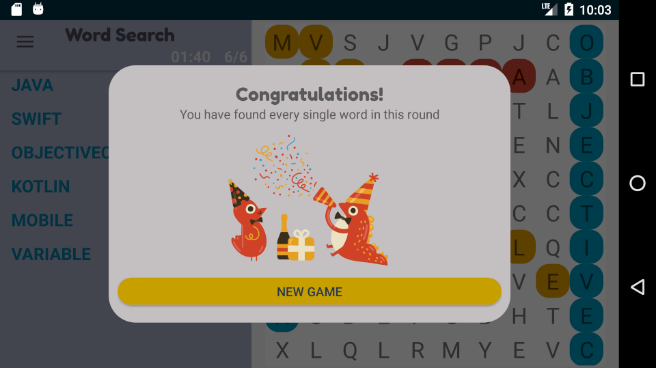 LTE 10:03
Word Search
01:40 6/6
JAVA
SWIFT
OBJECTIVEC
KOTLIN
MOBILE
VARIABLE
Congratulations!
You have found every single word in this round
NEW GAME
M V S J V G P J C O
A A B
T L J
E N E
X C C
C C T
L Q I
V E V
H T E
X L Q L R M Y E V C